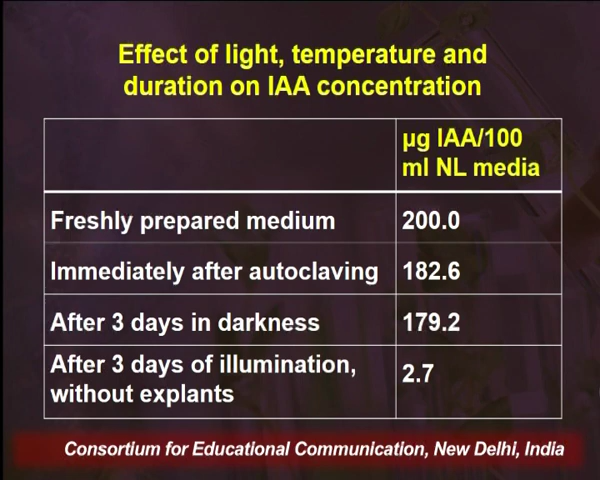 Effect of light, temperature and
duration on IAA concentration
µg IAA/100
ml NL media
Freshly prepared medium 200.0
Immediately after autoclaving 182.6
After 3 days in darkness 179.2
After 3 days of illumination,
without explants 2.7
Consortium for Educational Communication, New Delhi, India